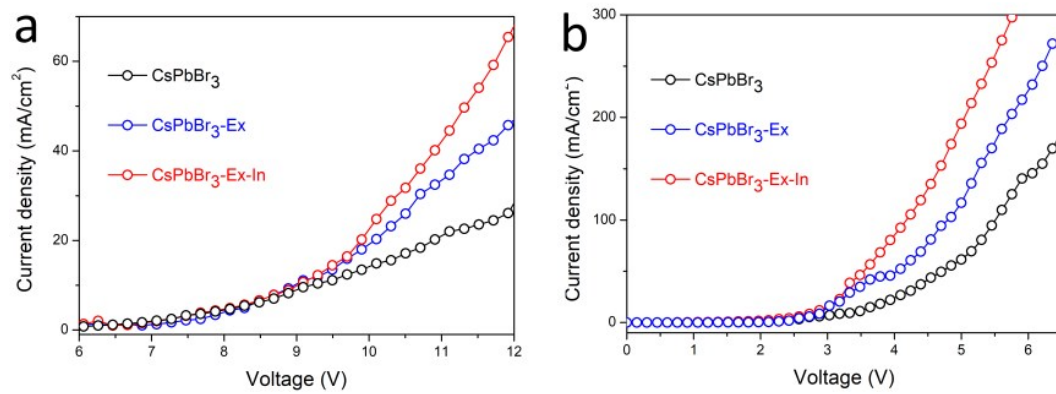 a
CsPbBr₃
CsPbBr₃-Ex
CsPbBr₃-Ex-In
Current density (mA/cm²)
60
40
20
0
6 7 8 9 10 11 12
Voltage (V)
b
CsPbBr₃
CsPbBr₃-Ex
CsPbBr₃-Ex-In
Current density (mA/cm⁻)
300
200
100
0
0 1 2 3 4 5 6
Voltage (V)